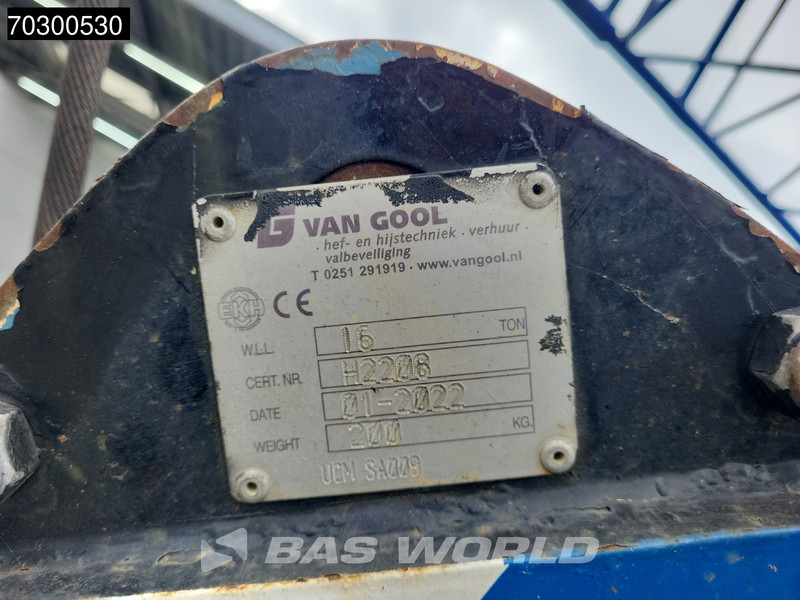 70300530
VAN GOOL
· hef- en hijstechniek · verhuur ·
valbeveiliging
T 0251 291919 · www.vangool.nl
EKH CE
W.L.L. 16 TON
CERT. NR. H2208
DATE 01-2022
WEIGHT 200 KG.
UCM SA009
BAS WORLD